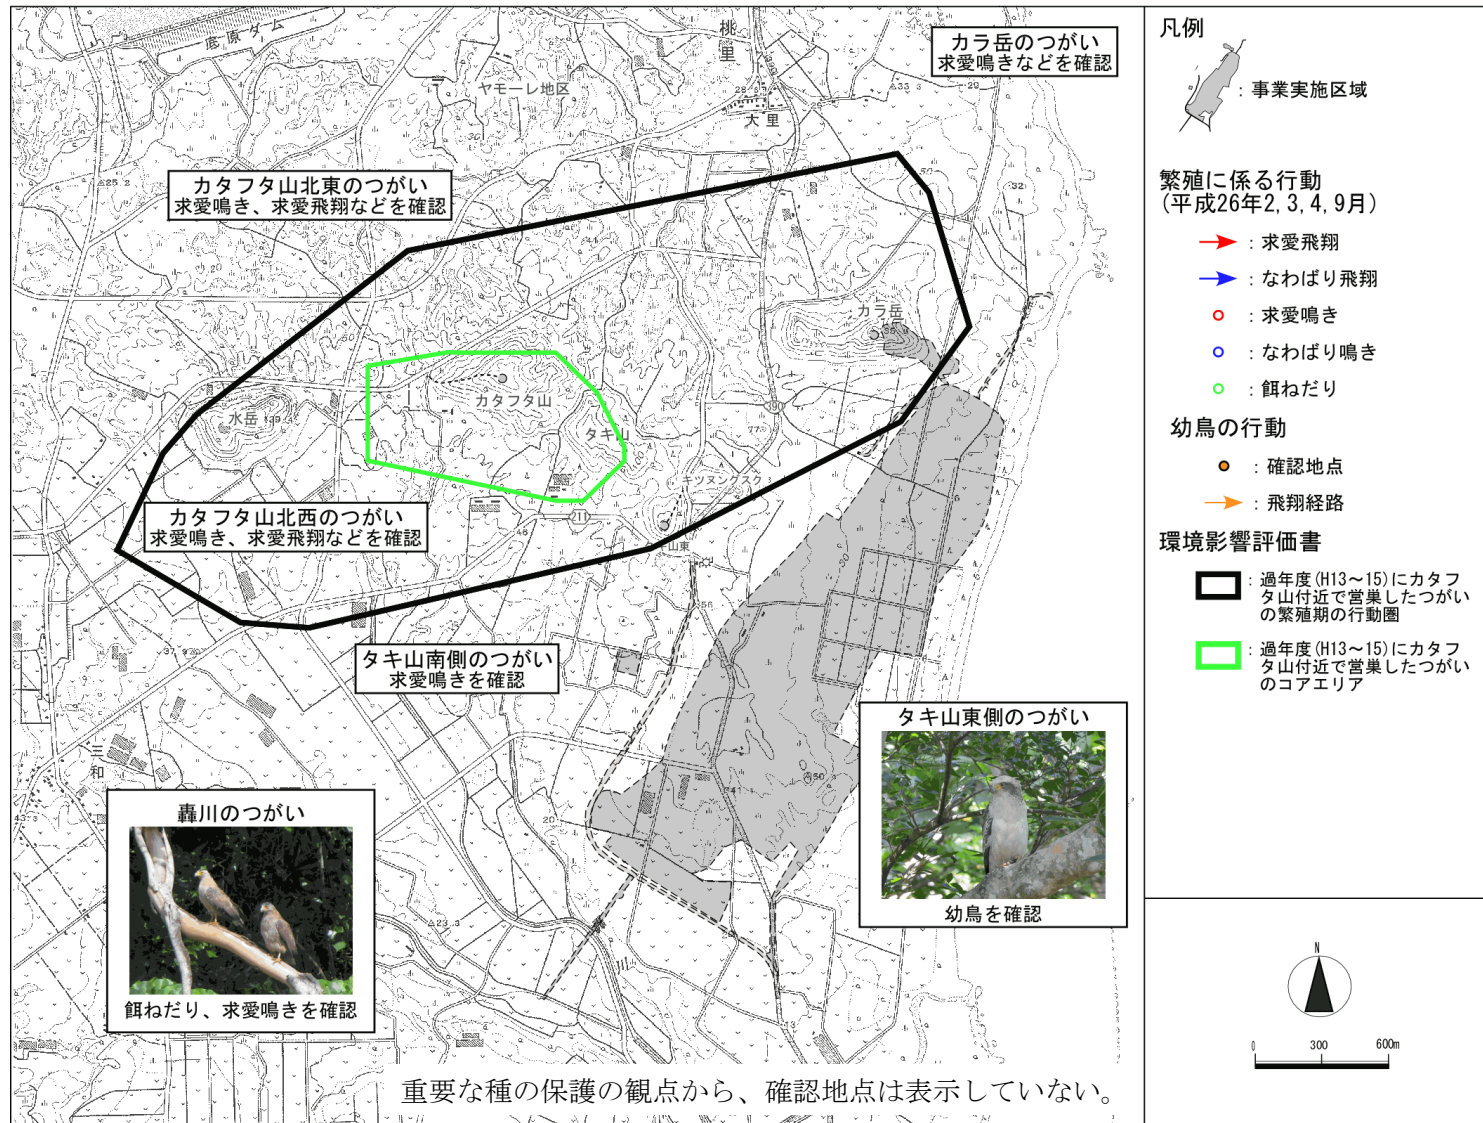 底原ダム
桃里
ヤモーレ地区
大里
カラ岳のつがい
求愛鳴きなどを確認
カタフタ山北東のつがい
求愛鳴き、求愛飛翔などを確認
カラ岳
カタフタ山
水岳
タキ山
390
キツヌングスク
211
カタフタ山北西のつがい
求愛鳴き、求愛飛翔などを確認
タキ山南側のつがい
求愛鳴きを確認
三和
タキ山東側のつがい
幼鳥を確認
轟川のつがい
餌ねだり、求愛鳴きを確認
川
重要な種の保護の観点から、確認地点は表示していない。
凡例
：事業実施区域
繁殖に係る行動
(平成26年2,3,4,9月)
：求愛飛翔
：なわばり飛翔
：求愛鳴き
：なわばり鳴き
：餌ねだり
幼鳥の行動
：確認地点
：飛翔経路
環境影響評価書
：過年度(H13～15)にカタフ
タ山付近で営巣したつがい
の繁殖期の行動圏
：過年度(H13～15)にカタフ
タ山付近で営巣したつがい
のコアエリア
N
0 300 600m